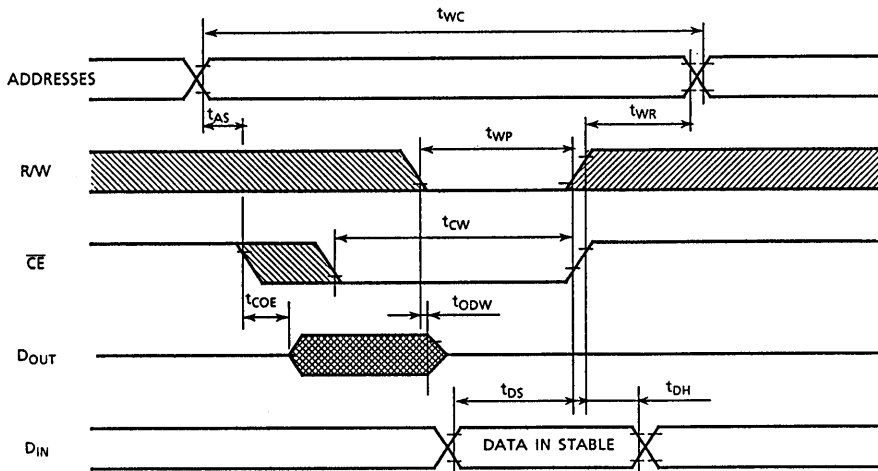 tWC
ADDRESSES
tAS
tWR
tWP
R/W
tCW
CE
tCOE
tODW
DOUT
tDS
tDH
DIN
DATA IN STABLE